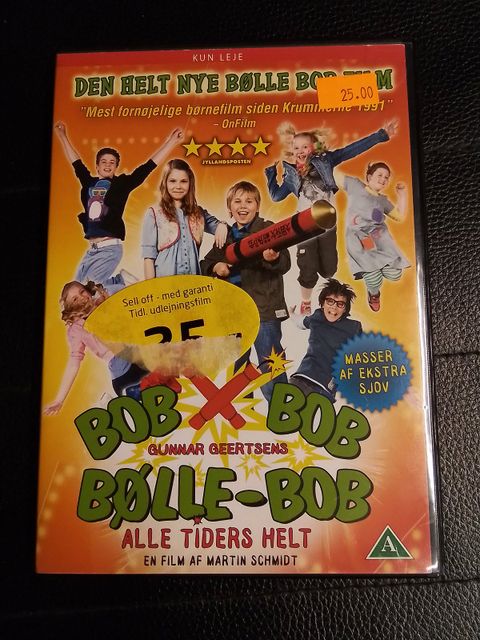 KUN LEJE
DEN HELT NYE BØLLE BOB FILM
25.00
"Mest fornøjelige børnefilm siden Krummerne 1991"
- OnFilm
JYLLANDSPOSTEN
Sell off - med garanti
Tidl. udlejningsfilm
MASSER
AF EKSTRA
SJOV
BOB BOB
GUNNAR GEERTSENS
BØLLE-BOB
ALLE TIDERS HELT
EN FILM AF MARTIN SCHMIDT
A